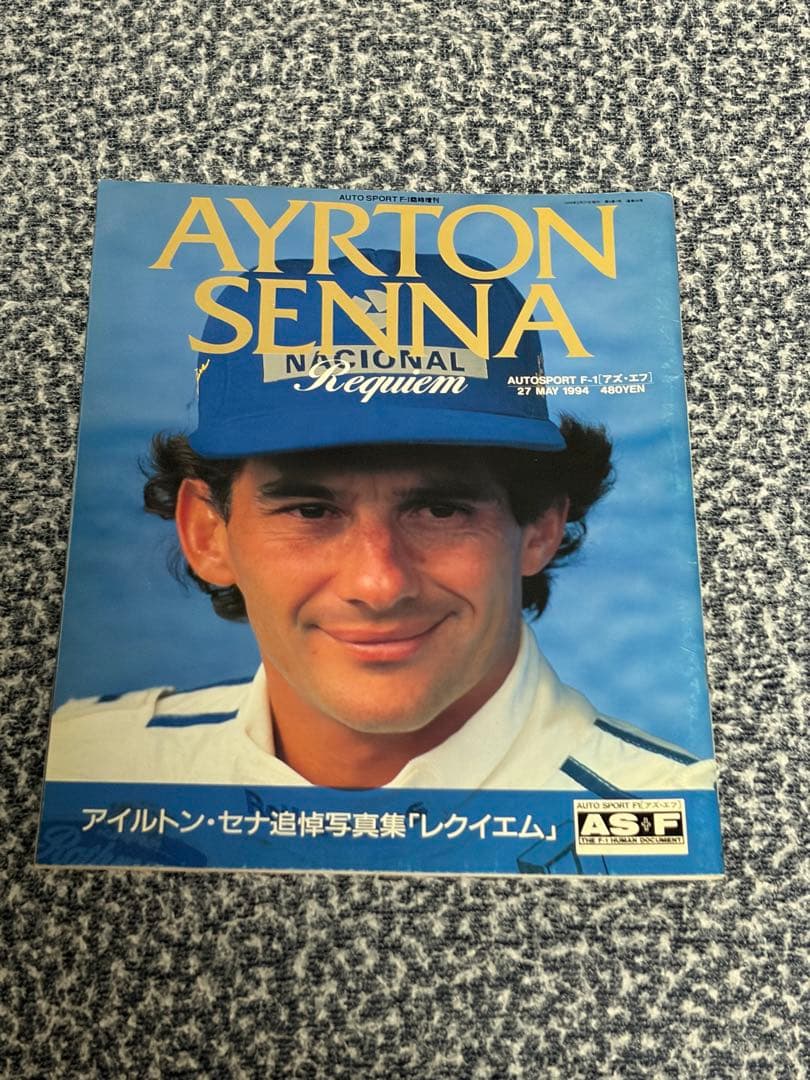 AUTO SPORT F-1臨時増刊
AYRTON
SENNA
NACIONAL
Requiem
AUTOSPORT F-1[アズ・エフ]
27 MAY 1994 480YEN
アイルトン・セナ追悼写真集「レクイエム」
AUTO SPORT F1[アズ・エフ]
AS+F
THE F-1 HUMAN DOCUMENT